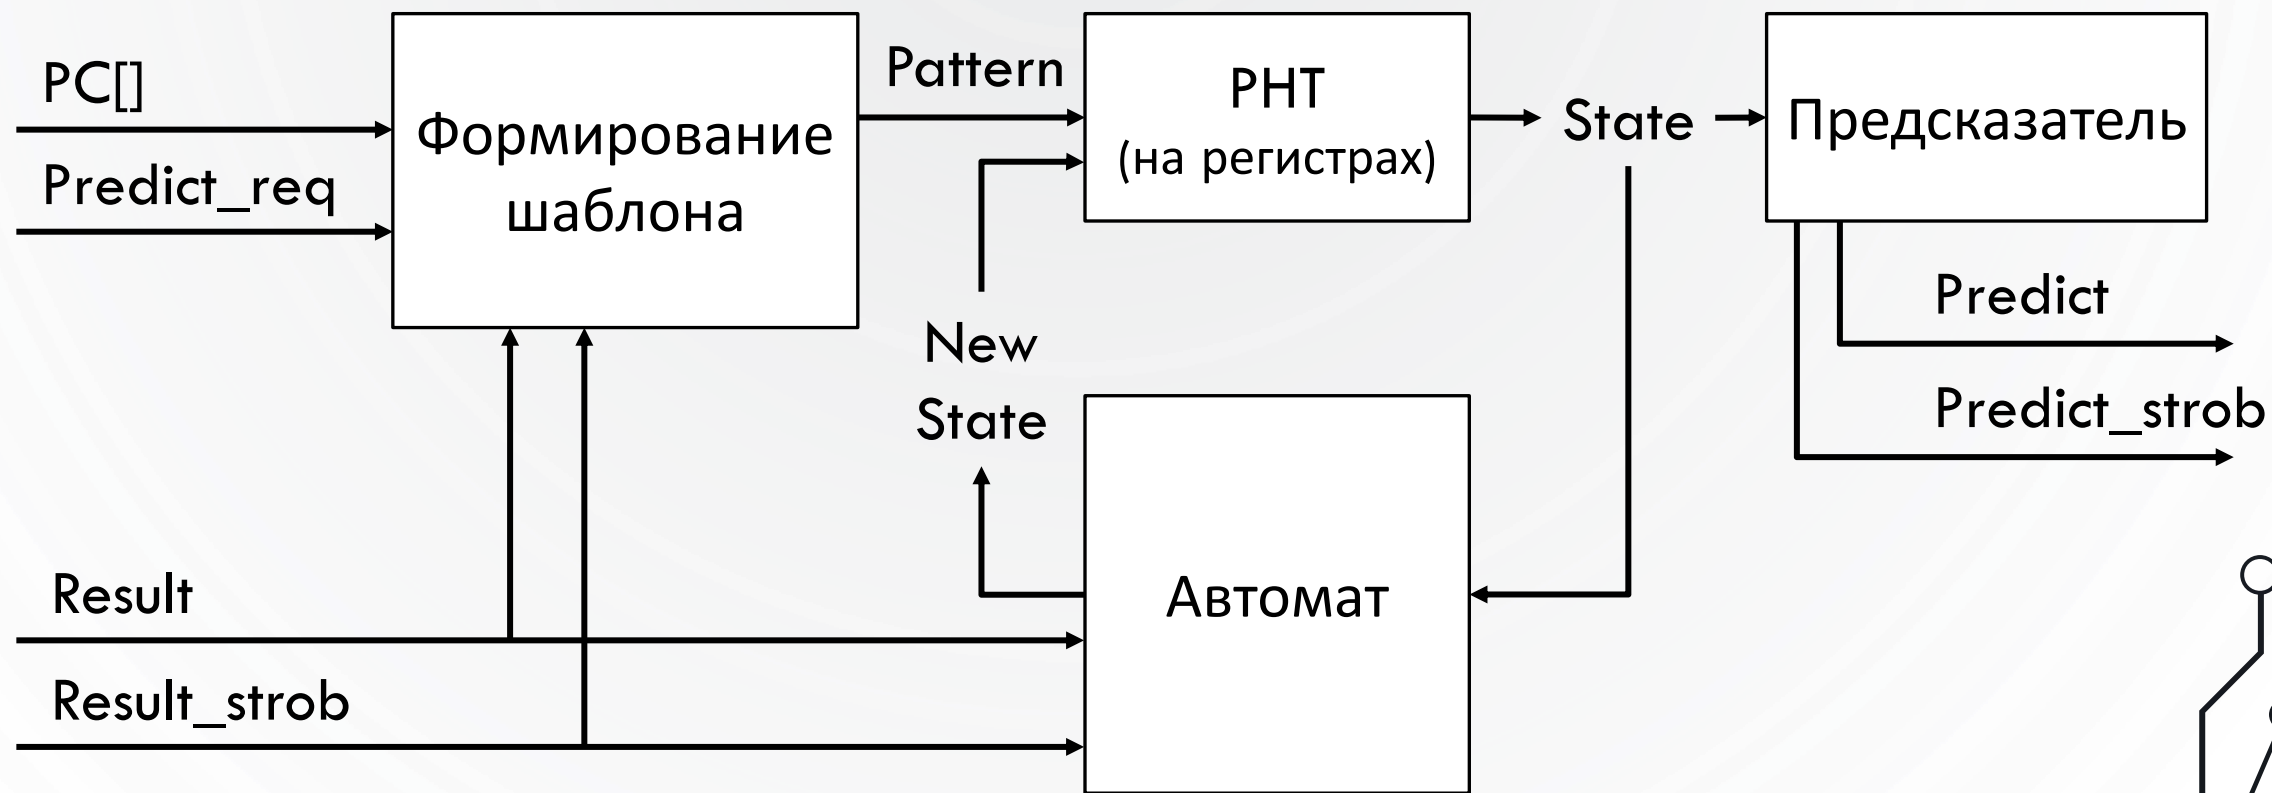 PC[]
Predict_req
Формирование
шаблона
Pattern
PHT
(на регистрах)
State
Предсказатель
Predict
Predict_strob
New
State
Автомат
Result
Result_strob